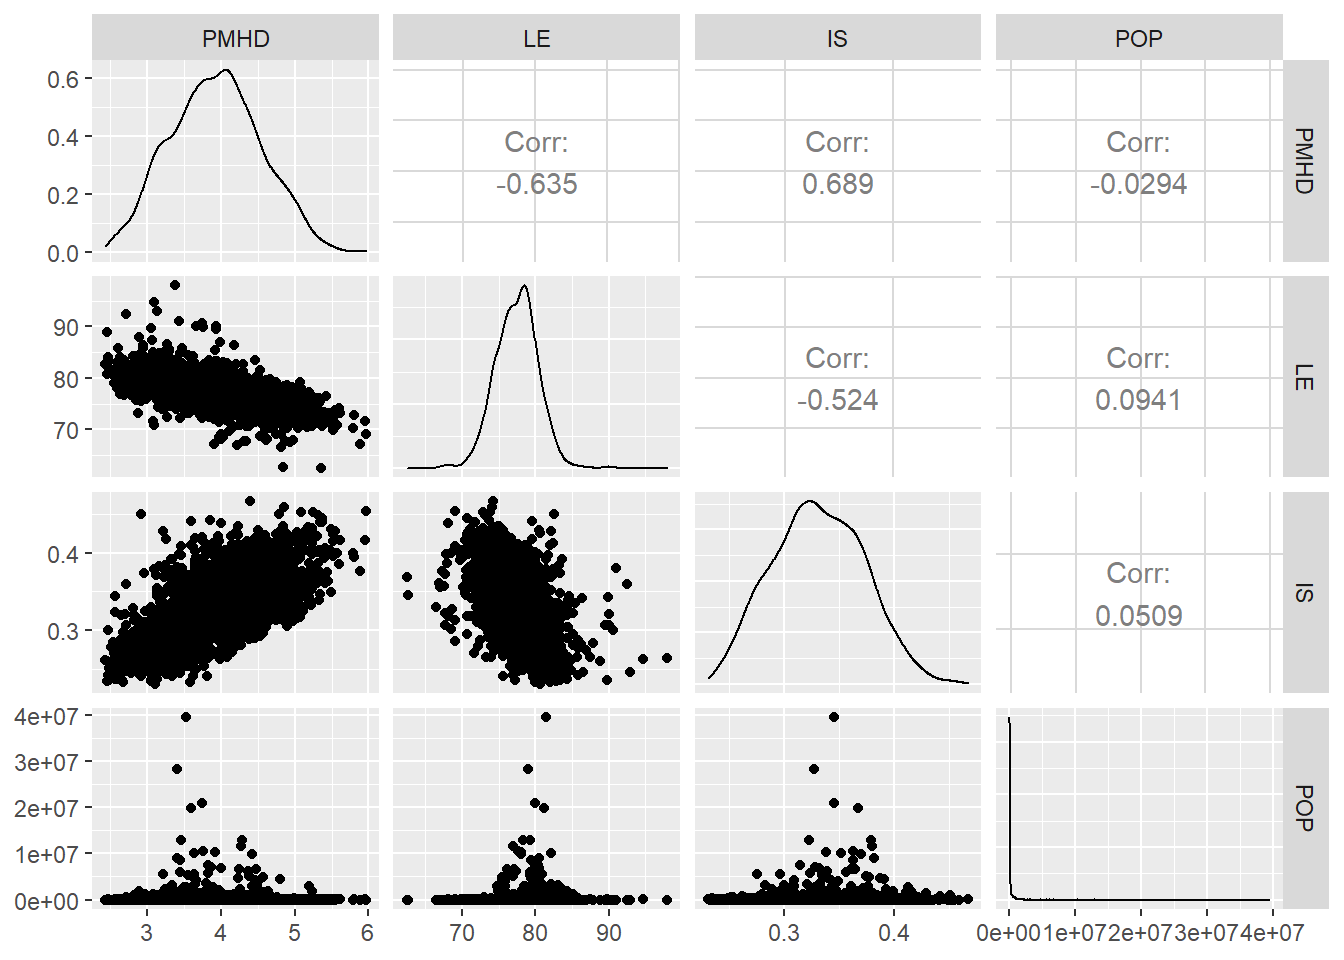 PMHD LE IS POP
0.6
0.4
0.2
0.0
Corr:
-0.635
Corr:
0.689
Corr:
-0.0294
PMHD
90
80
70
Corr:
-0.524
Corr:
0.0941
LE
0.4
0.3
Corr:
0.0509
IS
4e+07
3e+07
2e+07
1e+07
0e+00
POP
3 4 5 6
70 80 90
0.3 0.4
0e+001e+072e+073e+074e+07